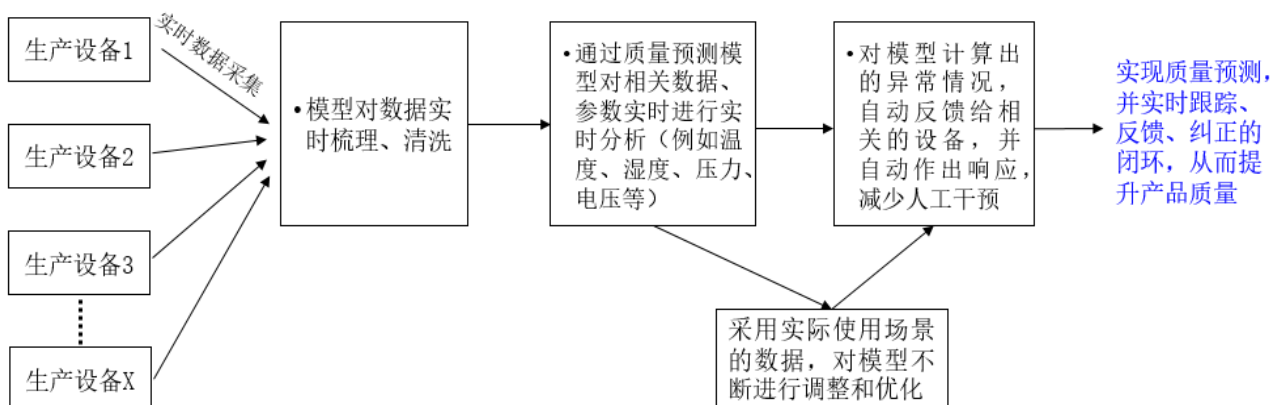 生产设备1
实时数据采集
生产设备2
生产设备3
生产设备X
•模型对数据实
时梳理、清洗
•通过质量预测模
型对相关数据、
参数实时进行实
时分析（例如温
度、湿度、压力、
电压等）
•对模型计算出
的异常情况，
自动反馈给相
关的设备，并
自动作出响应，
减少人工干预
采用实际使用场景
的数据，对模型不
断进行调整和优化
实现质量预测，
并实时跟踪、
反馈、纠正的
闭环，从而提
升产品质量